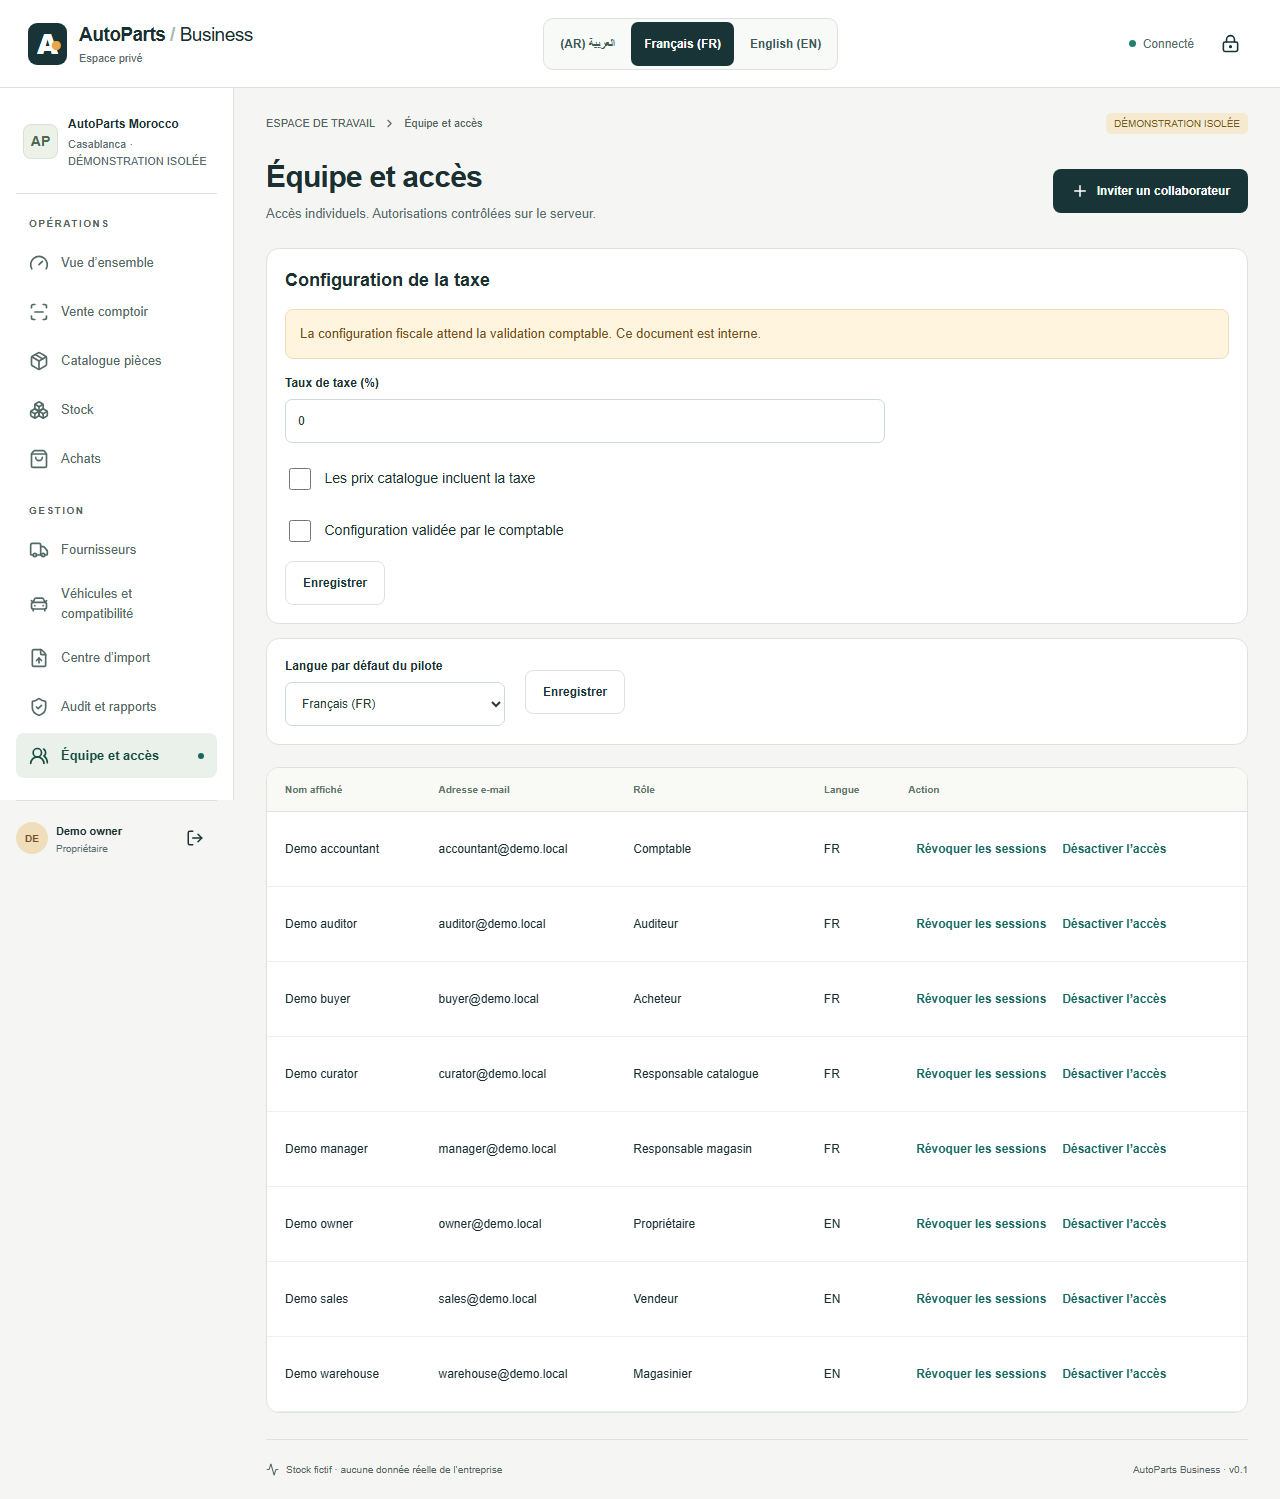 AutoParts / Business
Espace privé
العربية (AR)
Français (FR)
English (EN)
Connecté
AP
AutoParts Morocco
Casablanca ·
DÉMONSTRATION ISOLÉE
OPÉRATIONS
Vue d'ensemble
Vente comptoir
Catalogue pièces
Stock
Achats
GESTION
Fournisseurs
Véhicules et
compatibilité
Centre d'import
Audit et rapports
Équipe et accès
DE
Demo owner
Propriétaire
ESPACE DE TRAVAIL > Équipe et accès
DÉMONSTRATION ISOLÉE
Équipe et accès
Accès individuels. Autorisations contrôlées sur le serveur.
Inviter un collaborateur
Configuration de la taxe
La configuration fiscale attend la validation comptable. Ce document est interne.
Taux de taxe (%)
0
Les prix catalogue incluent la taxe
Configuration validée par le comptable
Enregistrer
Langue par défaut du pilote
Français (FR)
Enregistrer
Nom affiché Adresse e-mail Rôle Langue Action
Demo accountant accountant@demo.local Comptable FR Révoquer les sessions Désactiver l'accès
Demo auditor auditor@demo.local Auditeur FR Révoquer les sessions Désactiver l'accès
Demo buyer buyer@demo.local Acheteur FR Révoquer les sessions Désactiver l'accès
Demo curator curator@demo.local Responsable catalogue FR Révoquer les sessions Désactiver l'accès
Demo manager manager@demo.local Responsable magasin FR Révoquer les sessions Désactiver l'accès
Demo owner owner@demo.local Propriétaire EN Révoquer les sessions Désactiver l'accès
Demo sales sales@demo.local Vendeur EN Révoquer les sessions Désactiver l'accès
Demo warehouse warehouse@demo.local Magasinier EN Révoquer les sessions Désactiver l'accès
Stock fictif · aucune donnée réelle de l'entreprise
AutoParts Business · v0.1